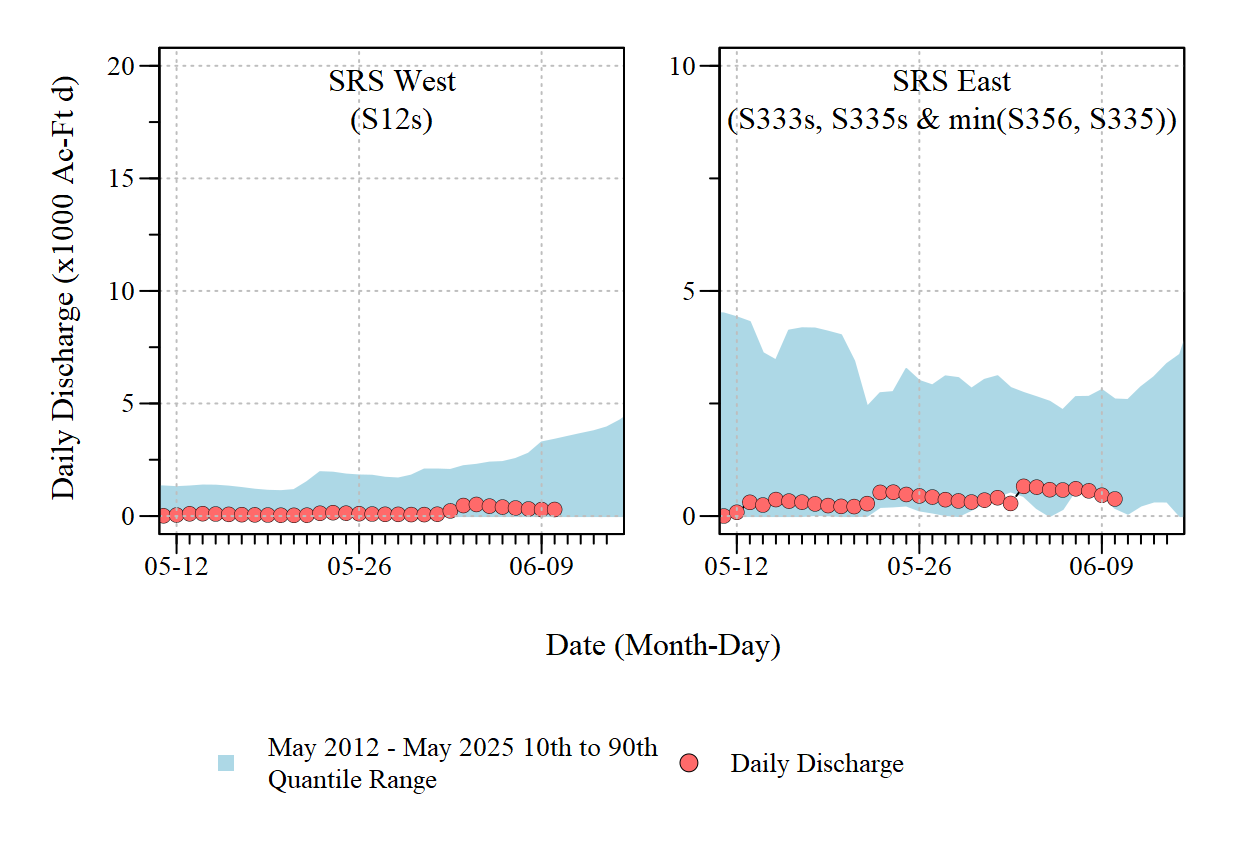 SRS West
(S12s)
SRS East
(S333s, S335s & min(S356, S335))
Daily Discharge (x1000 Ac-Ft d)
20
15
10
5
0
10
5
0
05-12
05-26
06-09
05-12
05-26
06-09
Date (Month-Day)
May 2012 - May 2025 10th to 90th
Quantile Range
Daily Discharge